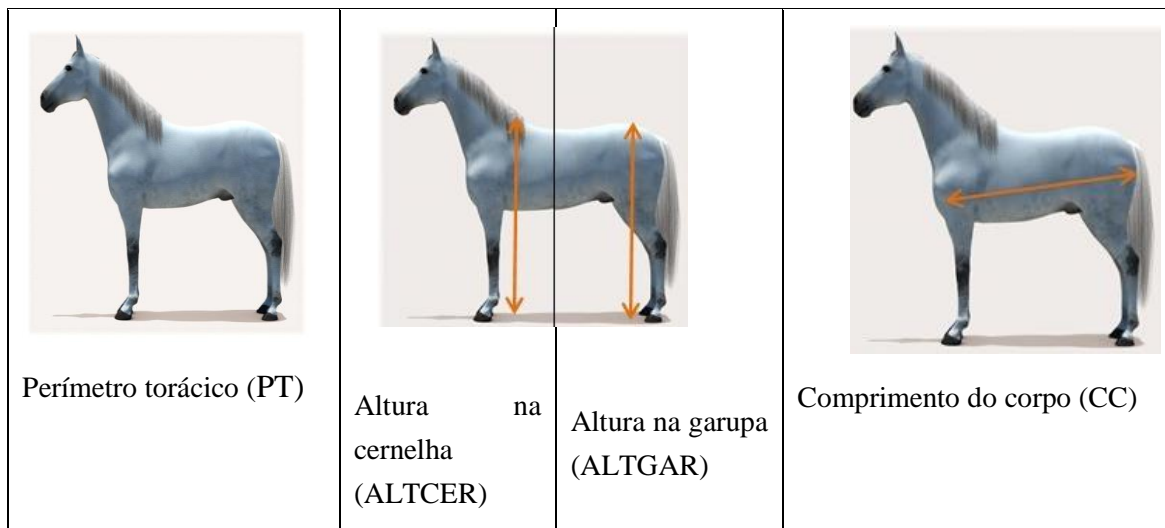 Perímetro torácico (PT)
Altura na
cernelha
(ALTCER)
Altura na garupa
(ALTGAR)
Comprimento do corpo (CC)